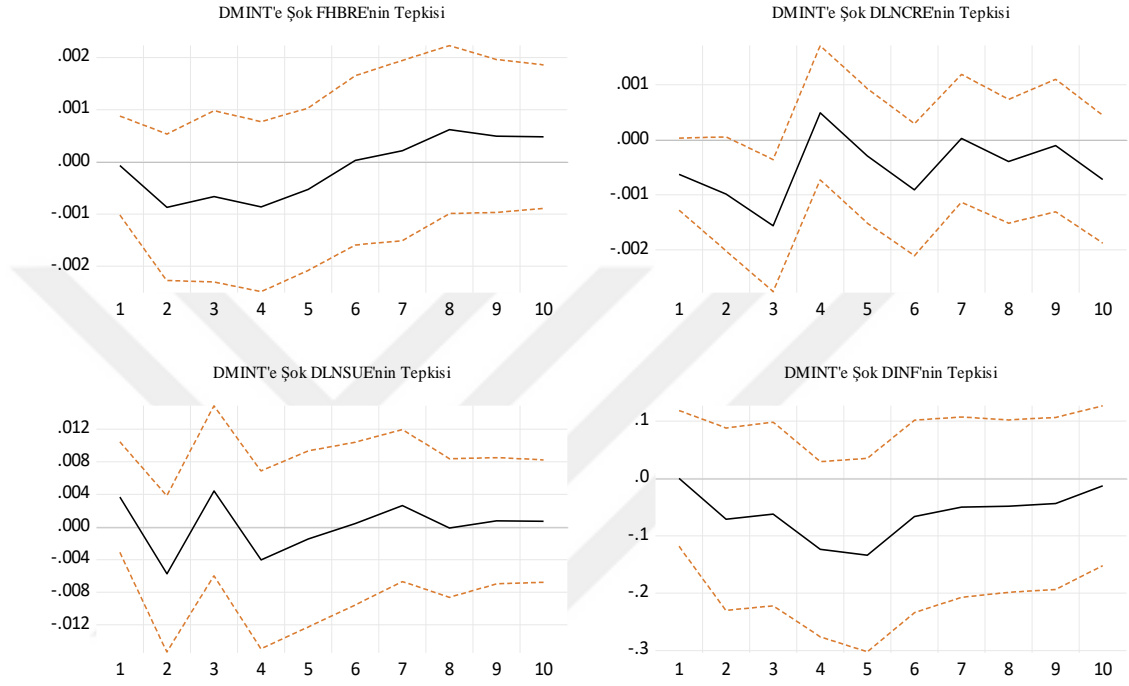 DMINT'e Şok FHBRE'nin Tepkisi
.002
.001
.000
-.001
-.002
1 2 3 4 5 6 7 8 9 10
DMINT'e Şok DLNCRE'nin Tepkisi
.001
.000
-.001
-.002
1 2 3 4 5 6 7 8 9 10
DMINT'e Şok DLNSUE'nin Tepkisi
.012
.008
.004
.000
-.004
-.008
-.012
1 2 3 4 5 6 7 8 9 10
DMINT'e Şok DINF'nin Tepkisi
.1
.0
-.1
-.2
-.3
1 2 3 4 5 6 7 8 9 10